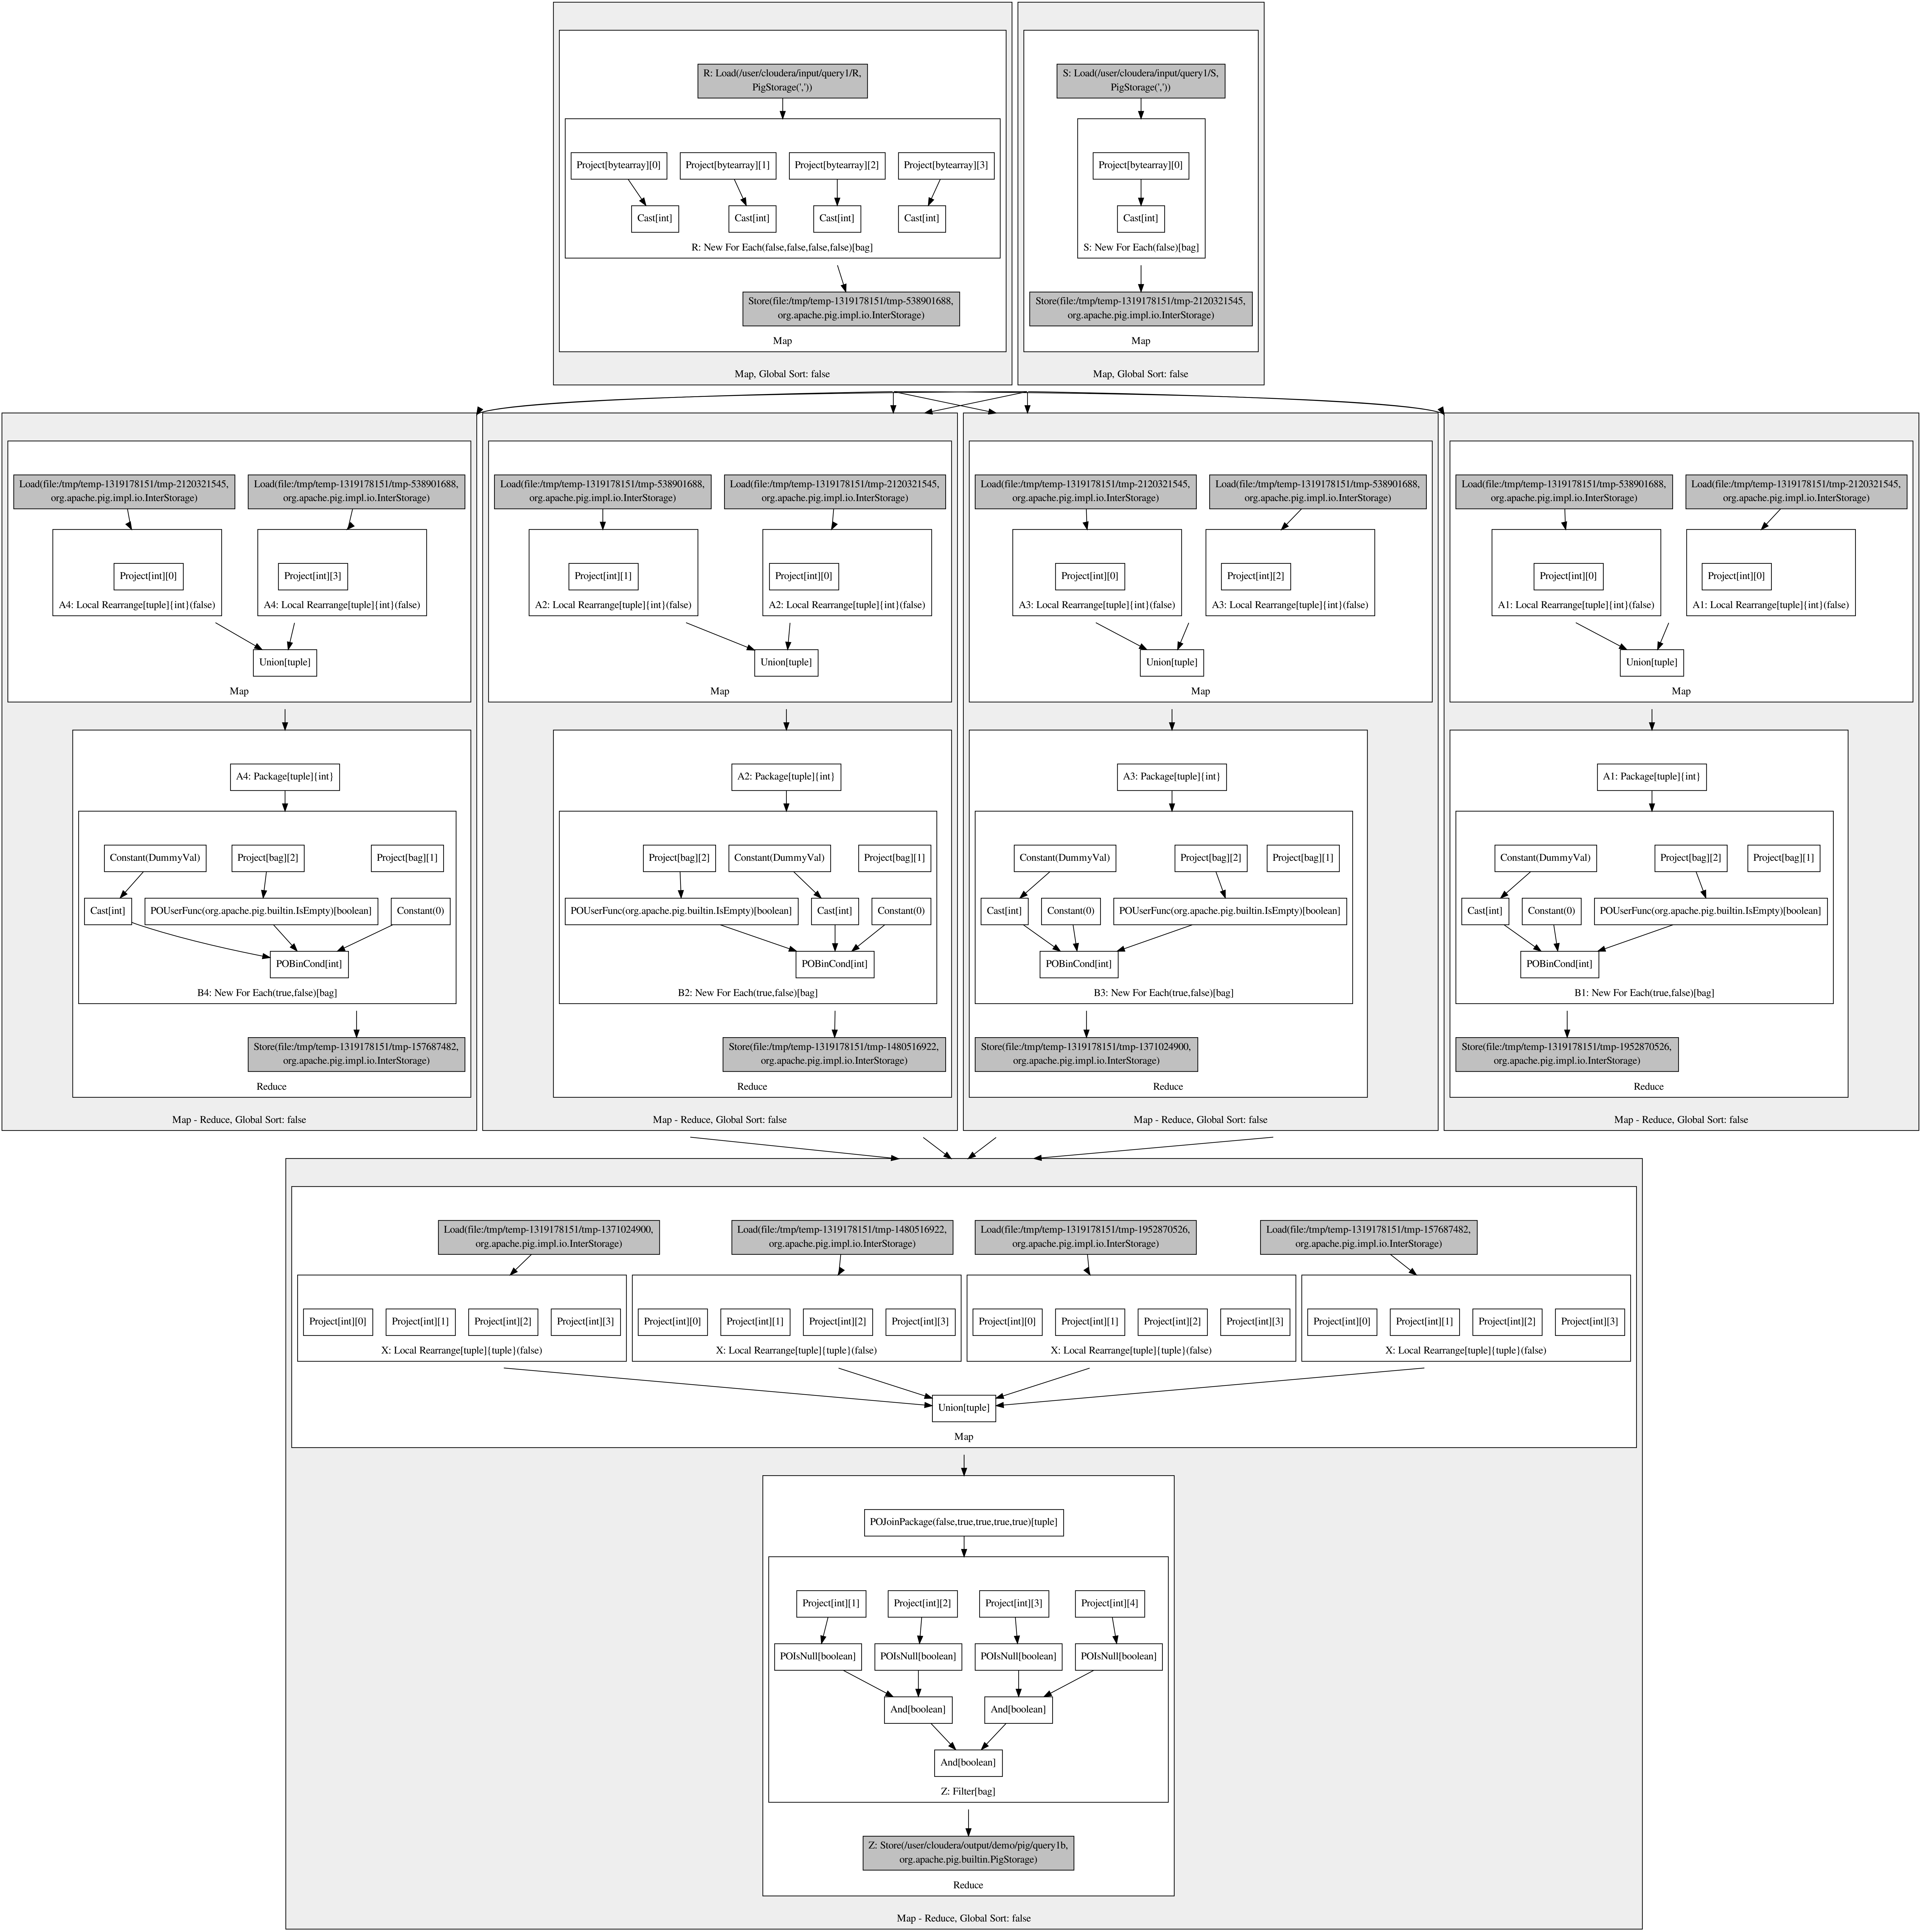 R: Load(/user/cloudera/input/query1/R,
PigStorage(','))
Project[bytearray][0]
Project[bytearray][1]
Project[bytearray][2]
Project[bytearray][3]
Cast[int]
Cast[int]
Cast[int]
Cast[int]
R: New For Each(false,false,false,false)[bag]
Store(file:/tmp/temp-1319178151/tmp-538901688,
org.apache.pig.impl.io.InterStorage)
Map
Map, Global Sort: false
S: Load(/user/cloudera/input/query1/S,
PigStorage(','))
Project[bytearray][0]
Cast[int]
S: New For Each(false)[bag]
Store(file:/tmp/temp-1319178151/tmp-2120321545,
org.apache.pig.impl.io.InterStorage)
Map
Map, Global Sort: false
Load(file:/tmp/temp-1319178151/tmp-2120321545,
org.apache.pig.impl.io.InterStorage)
Load(file:/tmp/temp-1319178151/tmp-538901688,
org.apache.pig.impl.io.InterStorage)
Project[int][0]
A4: Local Rearrange[tuple]{int}(false)
Project[int][3]
A4: Local Rearrange[tuple]{int}(false)
Union[tuple]
Map
A4: Package[tuple]{int}
Constant(DummyVal)
Project[bag][2]
Project[bag][1]
Cast[int]
POUserFunc(org.apache.pig.builtin.IsEmpty)[boolean]
Constant(0)
POBinCond[int]
B4: New For Each(true,false)[bag]
Store(file:/tmp/temp-1319178151/tmp-157687482,
org.apache.pig.impl.io.InterStorage)
Reduce
Map - Reduce, Global Sort: false
Load(file:/tmp/temp-1319178151/tmp-538901688,
org.apache.pig.impl.io.InterStorage)
Load(file:/tmp/temp-1319178151/tmp-2120321545,
org.apache.pig.impl.io.InterStorage)
Project[int][1]
A2: Local Rearrange[tuple]{int}(false)
Project[int][0]
A2: Local Rearrange[tuple]{int}(false)
Union[tuple]
Map
A2: Package[tuple]{int}
Project[bag][2]
Constant(DummyVal)
Project[bag][1]
POUserFunc(org.apache.pig.builtin.IsEmpty)[boolean]
Cast[int]
Constant(0)
POBinCond[int]
B2: New For Each(true,false)[bag]
Store(file:/tmp/temp-1319178151/tmp-1480516922,
org.apache.pig.impl.io.InterStorage)
Reduce
Map - Reduce, Global Sort: false
Load(file:/tmp/temp-1319178151/tmp-2120321545,
org.apache.pig.impl.io.InterStorage)
Load(file:/tmp/temp-1319178151/tmp-538901688,
org.apache.pig.impl.io.InterStorage)
Project[int][0]
A3: Local Rearrange[tuple]{int}(false)
Project[int][2]
A3: Local Rearrange[tuple]{int}(false)
Union[tuple]
Map
A3: Package[tuple]{int}
Constant(DummyVal)
Project[bag][2]
Project[bag][1]
Cast[int]
Constant(0)
POUserFunc(org.apache.pig.builtin.IsEmpty)[boolean]
POBinCond[int]
B3: New For Each(true,false)[bag]
Store(file:/tmp/temp-1319178151/tmp-1371024900,
org.apache.pig.impl.io.InterStorage)
Reduce
Map - Reduce, Global Sort: false
Load(file:/tmp/temp-1319178151/tmp-538901688,
org.apache.pig.impl.io.InterStorage)
Load(file:/tmp/temp-1319178151/tmp-2120321545,
org.apache.pig.impl.io.InterStorage)
Project[int][0]
A1: Local Rearrange[tuple]{int}(false)
Project[int][0]
A1: Local Rearrange[tuple]{int}(false)
Union[tuple]
Map
A1: Package[tuple]{int}
Constant(DummyVal)
Project[bag][2]
Project[bag][1]
Cast[int]
Constant(0)
POUserFunc(org.apache.pig.builtin.IsEmpty)[boolean]
POBinCond[int]
B1: New For Each(true,false)[bag]
Store(file:/tmp/temp-1319178151/tmp-1952870526,
org.apache.pig.impl.io.InterStorage)
Reduce
Map - Reduce, Global Sort: false
Load(file:/tmp/temp-1319178151/tmp-1371024900,
org.apache.pig.impl.io.InterStorage)
Load(file:/tmp/temp-1319178151/tmp-1480516922,
org.apache.pig.impl.io.InterStorage)
Load(file:/tmp/temp-1319178151/tmp-1952870526,
org.apache.pig.impl.io.InterStorage)
Load(file:/tmp/temp-1319178151/tmp-157687482,
org.apache.pig.impl.io.InterStorage)
Project[int][0]
Project[int][1]
Project[int][2]
Project[int][3]
X: Local Rearrange[tuple]{tuple}(false)
Project[int][0]
Project[int][1]
Project[int][2]
Project[int][3]
X: Local Rearrange[tuple]{tuple}(false)
Project[int][0]
Project[int][1]
Project[int][2]
Project[int][3]
X: Local Rearrange[tuple]{tuple}(false)
Project[int][0]
Project[int][1]
Project[int][2]
Project[int][3]
X: Local Rearrange[tuple]{tuple}(false)
Union[tuple]
Map
POJoinPackage(false,true,true,true,true)[tuple]
Project[int][1]
Project[int][2]
Project[int][3]
Project[int][4]
POIsNull[boolean]
POIsNull[boolean]
POIsNull[boolean]
POIsNull[boolean]
And[boolean]
And[boolean]
And[boolean]
Z: Filter[bag]
Z: Store(/user/cloudera/output/demo/pig/query1b,
org.apache.pig.builtin.PigStorage)
Reduce
Map - Reduce, Global Sort: false